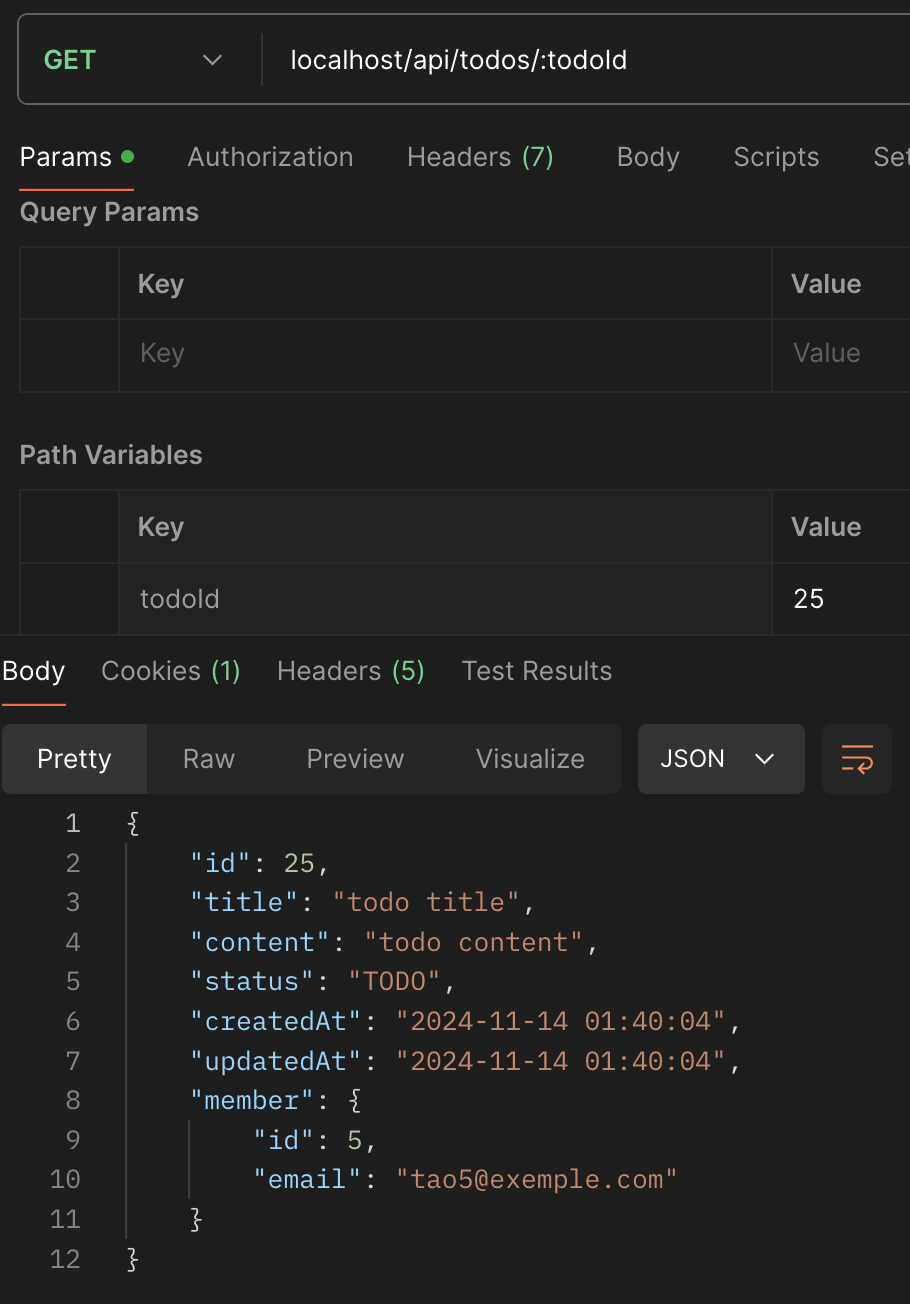 GET localhost/api/todos/:todoId
Params Authorization Headers (7) Body Scripts Set
Query Params
Key Value
Key Value
Path Variables
Key Value
todoId 25
Body Cookies (1) Headers (5) Test Results
Pretty Raw Preview Visualize JSON
1 {
2 "id": 25,
3 "title": "todo title",
4 "content": "todo content",
5 "status": "TODO",
6 "createdAt": "2024-11-14 01:40:04",
7 "updatedAt": "2024-11-14 01:40:04",
8 "member": {
9 "id": 5,
10 "email": "tao5@exemple.com"
11 }
12 }